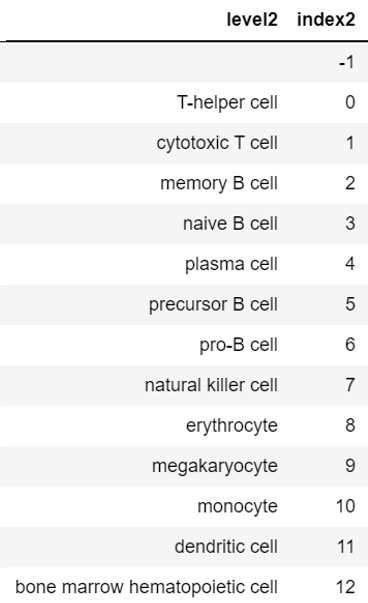 level2 index2
-1
T-helper cell 0
cytotoxic T cell 1
memory B cell 2
naive B cell 3
plasma cell 4
precursor B cell 5
pro-B cell 6
natural killer cell 7
erythrocyte 8
megakaryocyte 9
monocyte 10
dendritic cell 11
bone marrow hematopoietic cell 12